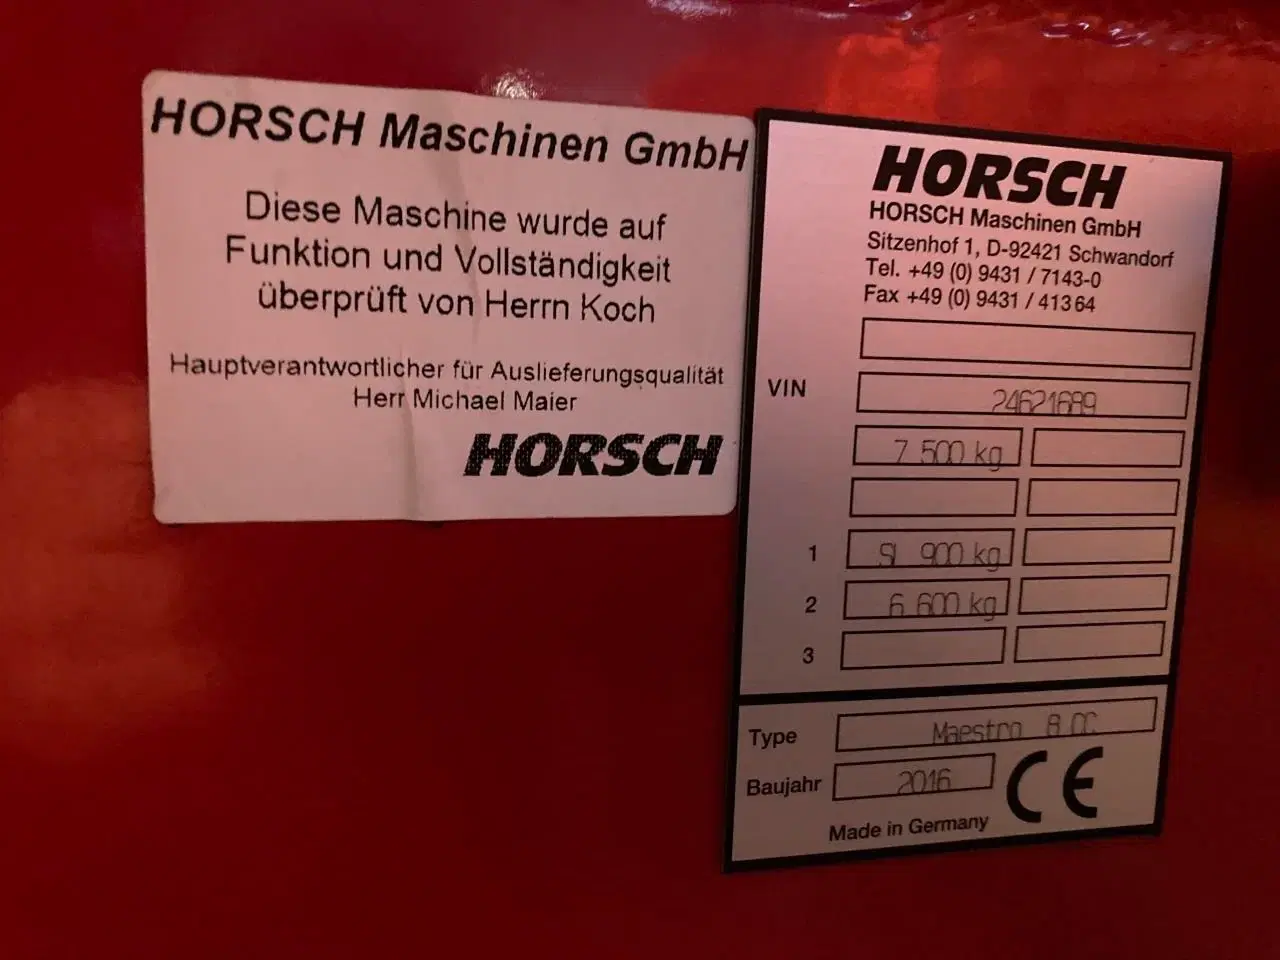 HORSCH Maschinen GmbH
Diese Maschine wurde auf
Funktion und Vollständigkeit
überprüft von Herrn Koch
Hauptverantwortlicher für Auslieferungsqualität
Herr Michael Maier
HORSCH
HORSCH
HORSCH Maschinen GmbH
Sitzenhof 1, D-92421 Schwandorf
Tel. +49 (0) 9431 / 7143-0
Fax +49 (0) 9431 / 41364
VIN 24621689
7 500 kg
1 900 kg
2 6 600 kg
3
Type Maestro 8 CC
Baujahr 2016 CE
Made in Germany